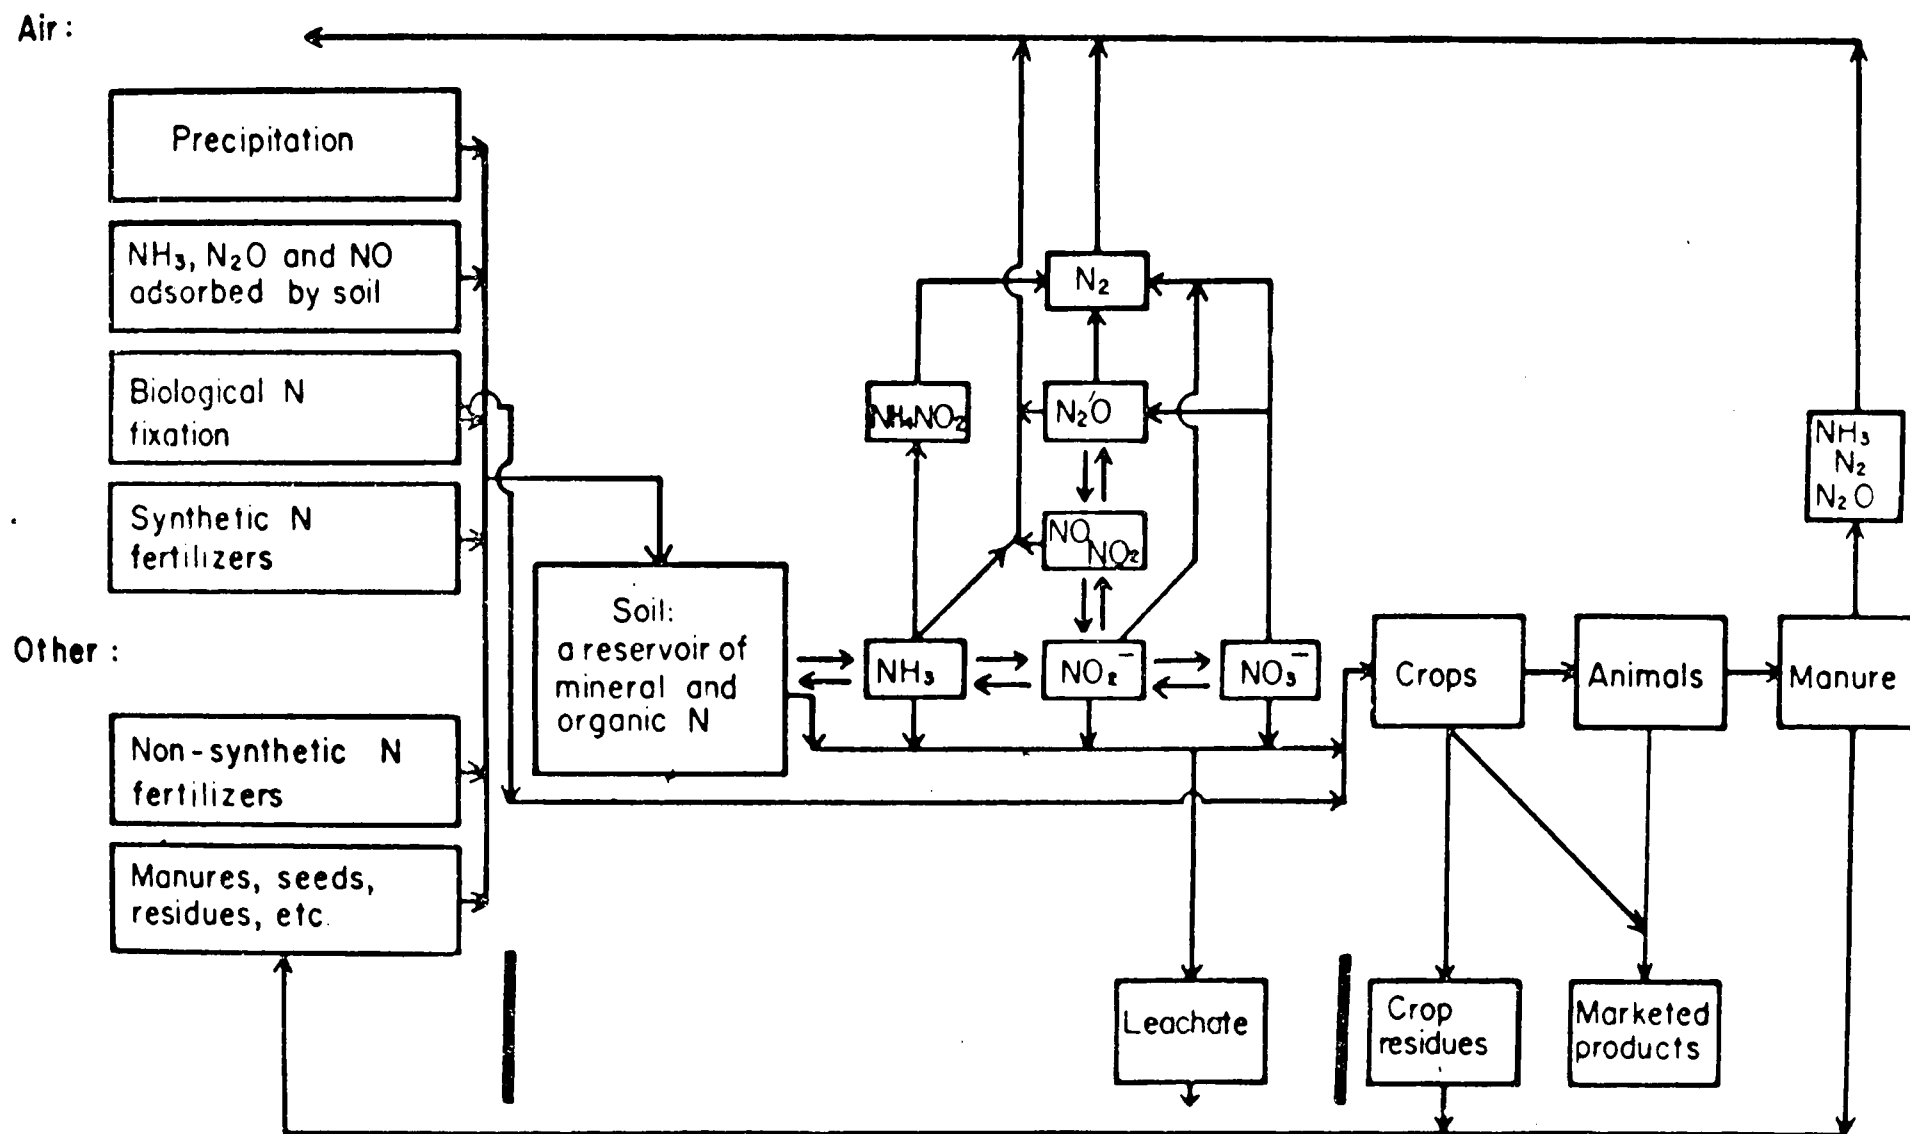 Air:
Precipitation
NH₃, N₂O and NO
adsorbed by soil
Biological N
fixation
Synthetic N
fertilizers
Other:
Non-synthetic N
fertilizers
Manures, seeds,
residues, etc.
Soil:
a reservoir of
mineral and
organic N
N₂
NH₄NO₂
N₂O
NO
NO₂
NH₃
NO₂⁻
NO₃⁻
Crops
Animals
Manure
NH₃
N₂
N₂O
Leachate
Crop
residues
Marketed
products